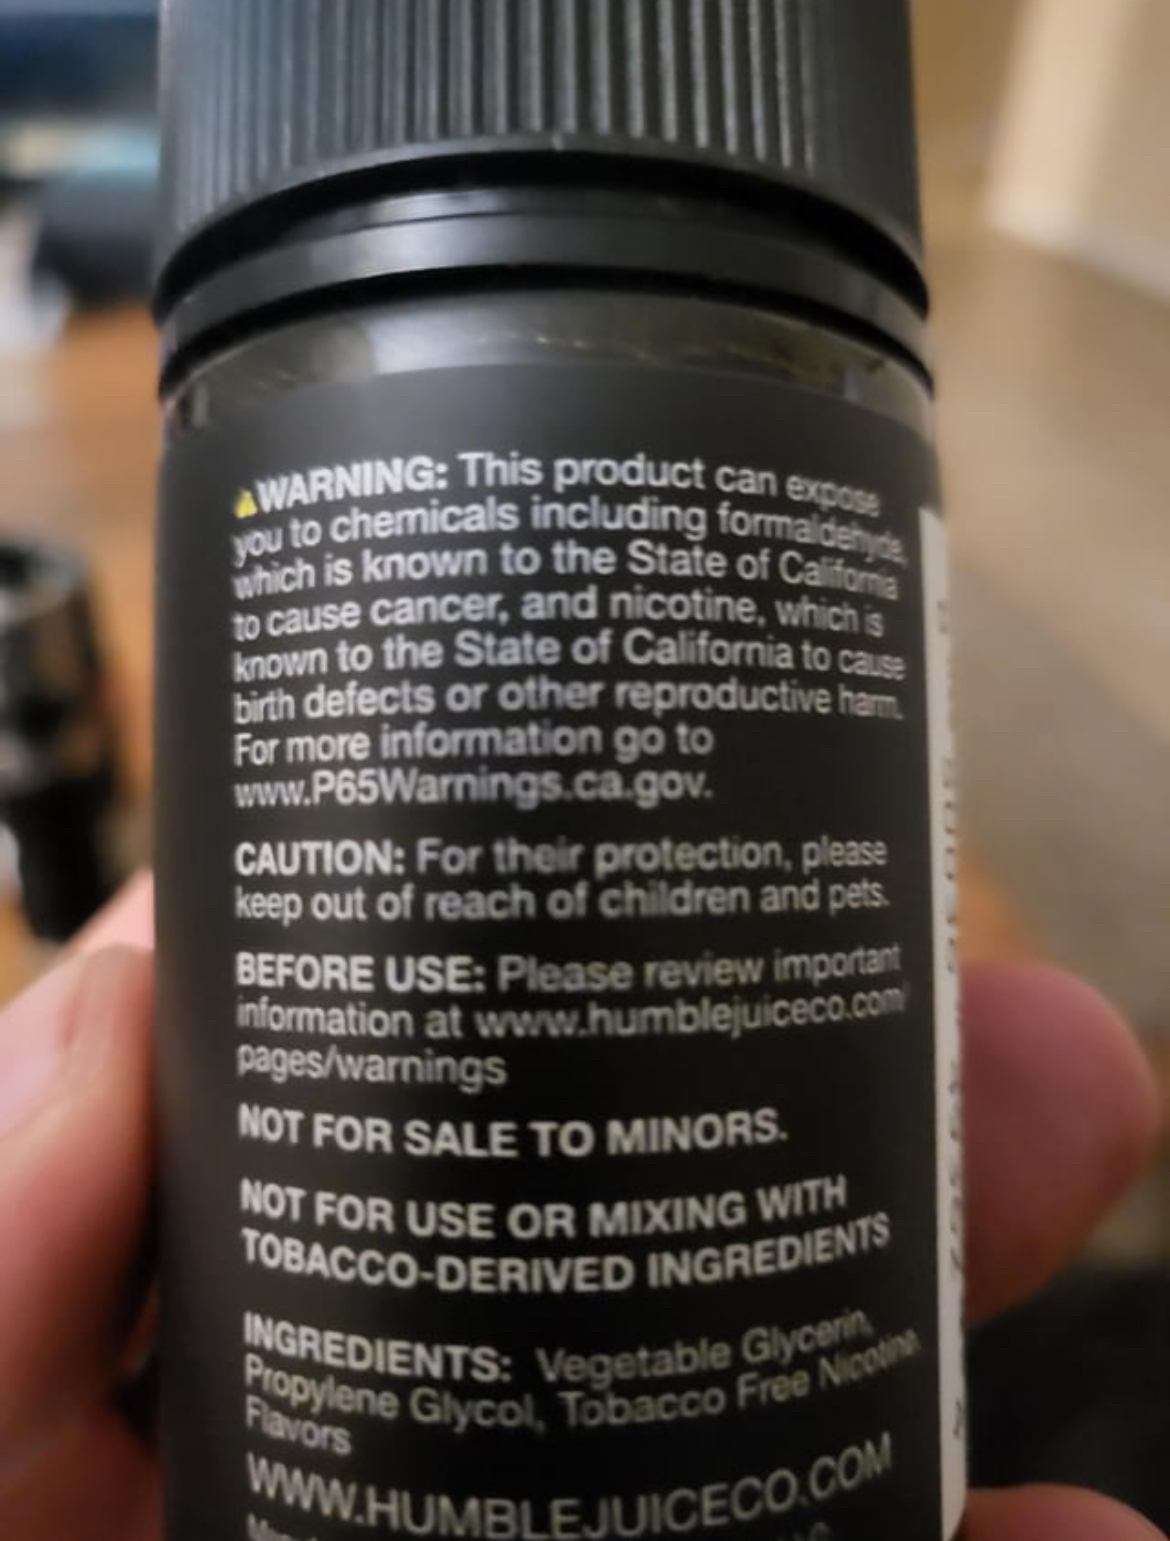 WARNING: This product can expose
you to chemicals including formaldehyde,
which is known to the State of California
to cause cancer, and nicotine, which is
known to the State of California to cause
birth defects or other reproductive harm.
For more information go to
www.P65Warnings.ca.gov.
CAUTION: For their protection, please
keep out of reach of children and pets.
BEFORE USE: Please review important
information at www.humblejuiceco.com/
pages/warnings
NOT FOR SALE TO MINORS.
NOT FOR USE OR MIXING WITH
TOBACCO-DERIVED INGREDIENTS
INGREDIENTS: Vegetable Glycerin,
Propylene Glycol, Tobacco Free Nicotine,
Flavors
WWW.HUMBLEJUICECO.COM